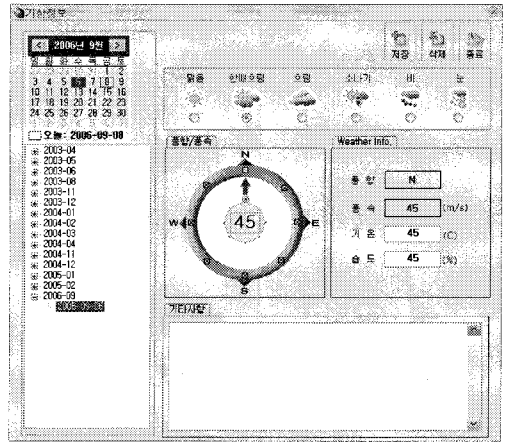 기상정보
저장 삭제 종료
2006년 9월
일 월 화 수 목 금 토
1 2
3 4 5 6 7 8 9
10 11 12 13 14 15 16
17 18 19 20 21 22 23
24 25 26 27 28 29 30
오늘: 2006-09-08
2003-04
2003-05
2003-06
2003-08
2003-11
2003-12
2004-01
2004-02
2004-03
2004-04
2004-11
2004-12
2005-01
2005-02
2006-09
맑음 한때흐림 흐림 소나기 비 눈
풍향/풍속
N
W 45 E
S
Weather Info.
풍 향 N
풍 속 45 (m/s)
기 온 45 (C)
습 도 45 (%)
기타사항